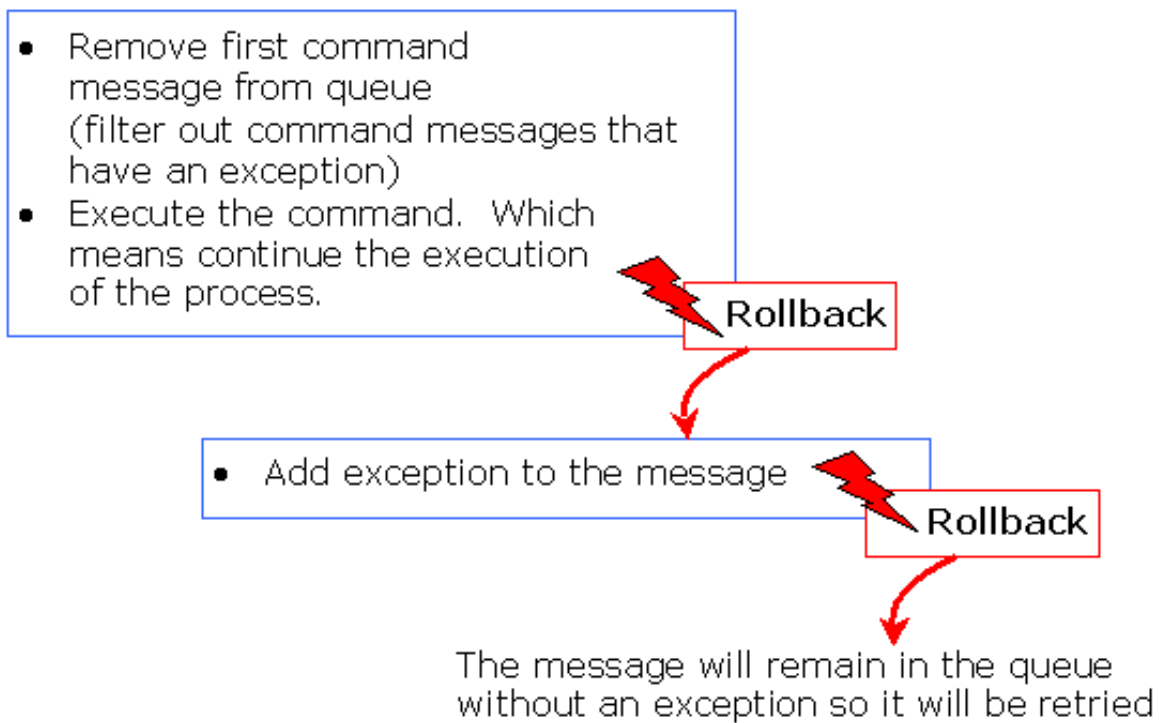 • Remove first command
message from queue
(filter out command messages that
have an exception)
• Execute the command.  Which
means continue the execution
of the process.
Rollback
• Add exception to the message
Rollback
The message will remain in the queue
without an exception so it will be retried